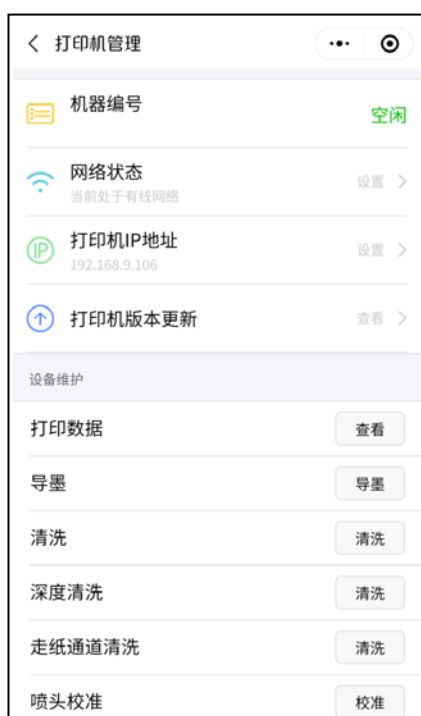 打印机管理
机器编号
空闲
网络状态
当前处于有线网络
设置
打印机IP地址
192.168.9.106
设置
IP
打印机版本更新
查看
设备维护
打印数据
查看
导墨
导墨
清洗
清洗
深度清洗
清洗
走纸通道清洗
清洗
喷头校准
校准